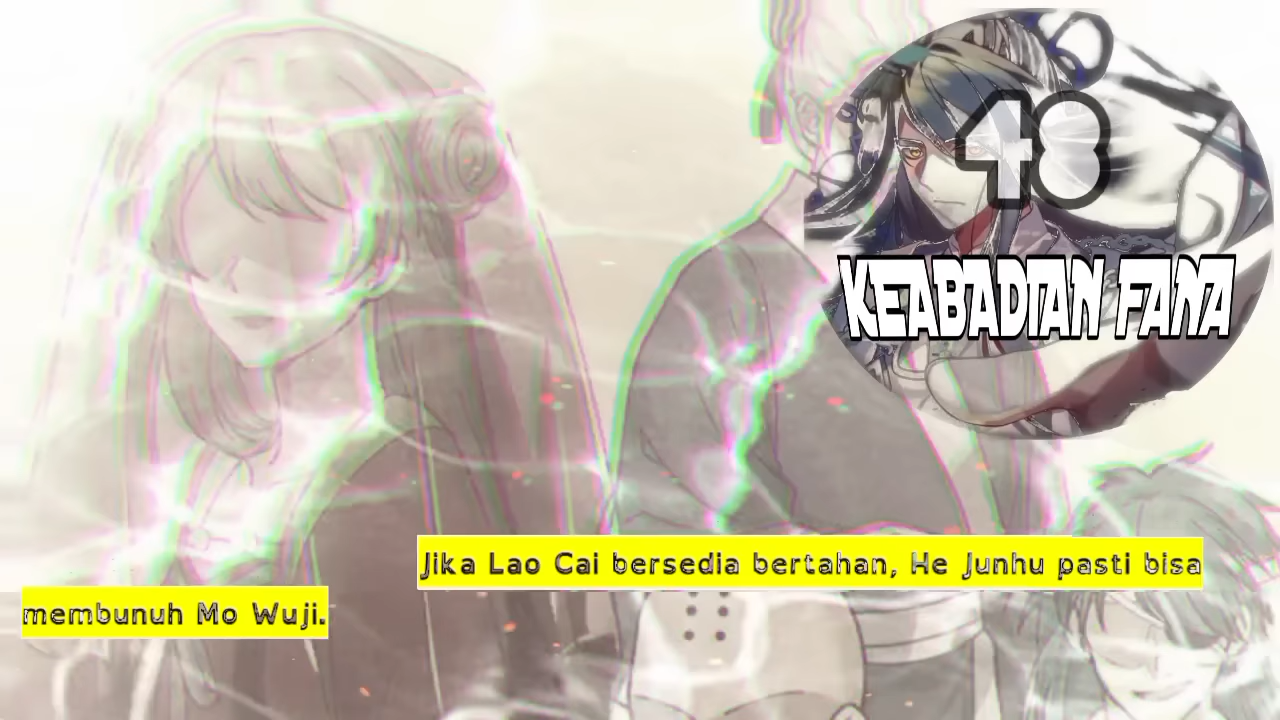 48
KEABADIAN FANA
Jika Lao Cai bersedia bertahan, He Junhu pasti bisa
membunuh Mo Wuji.